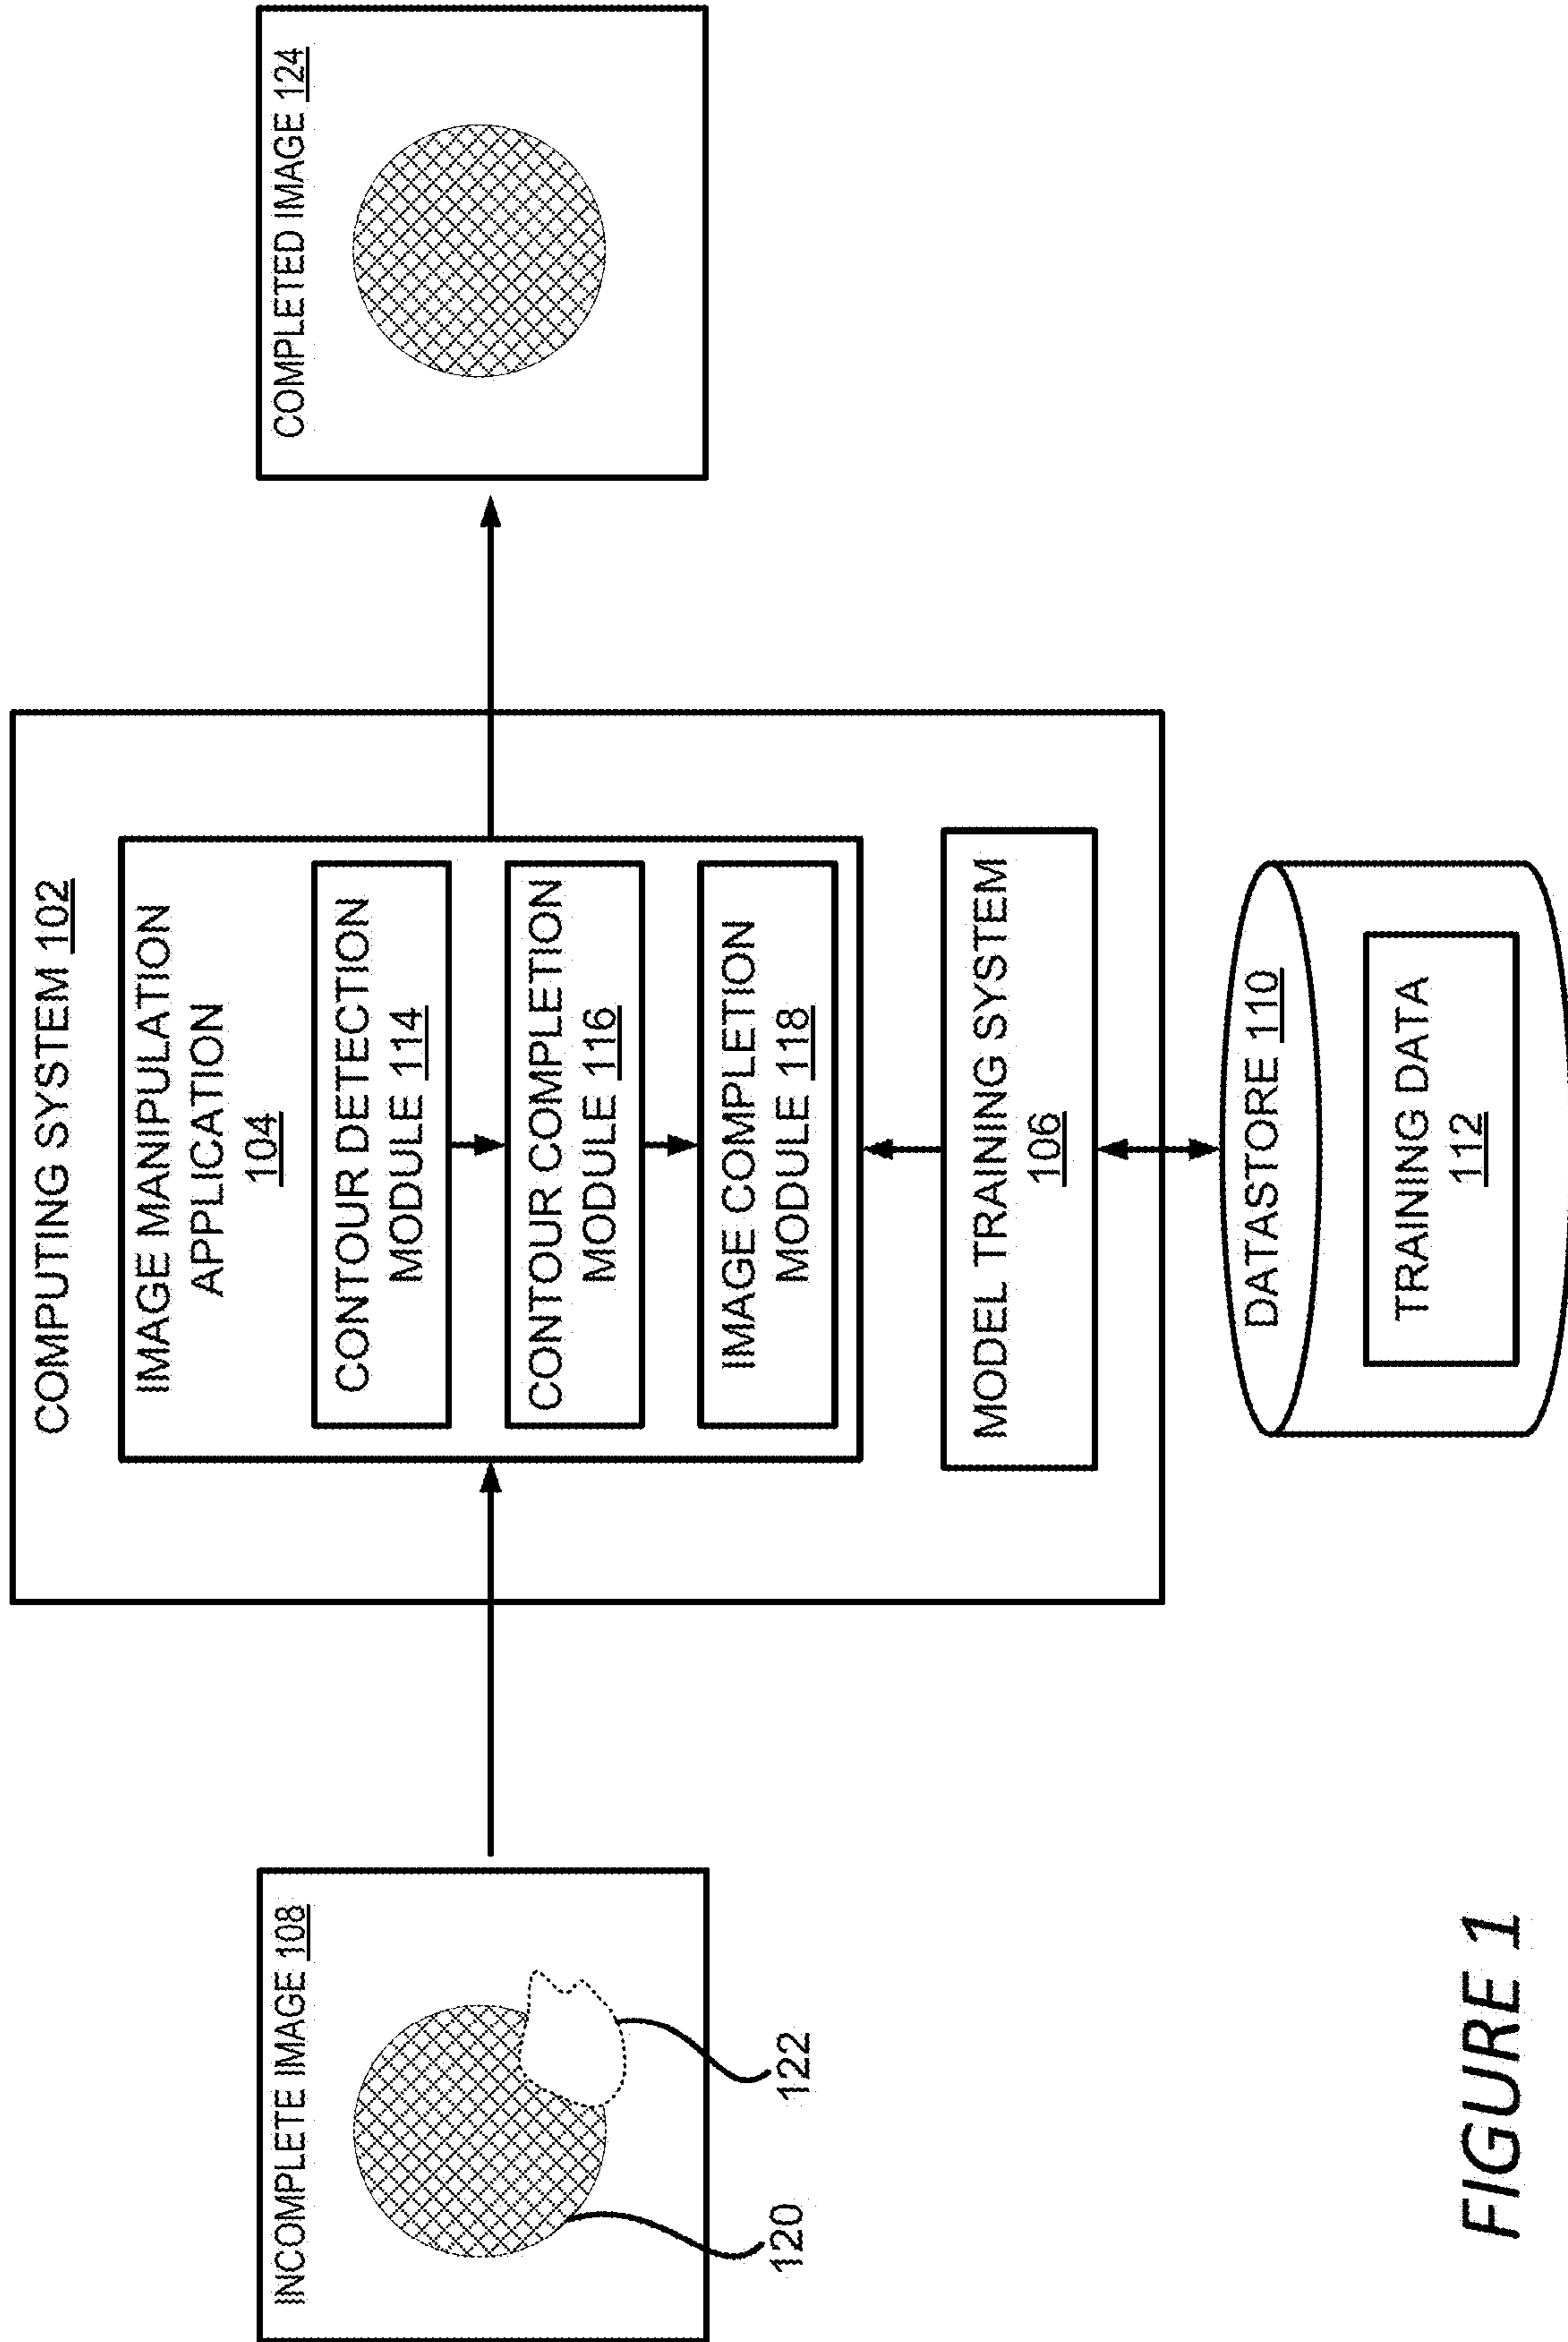 COMPUTING SYSTEM 102
IMAGE MANIPULATION
APPLICATION
104
CONTOUR DETECTION
MODULE 114
CONTOUR COMPLETION
MODULE 116
IMAGE COMPLETION
MODULE 118
MODEL TRAINING SYSTEM
106
DATASTORE 110
TRAINING DATA
112
INCOMPLETE IMAGE 108
120
122
COMPLETED IMAGE 124
FIGURE 1